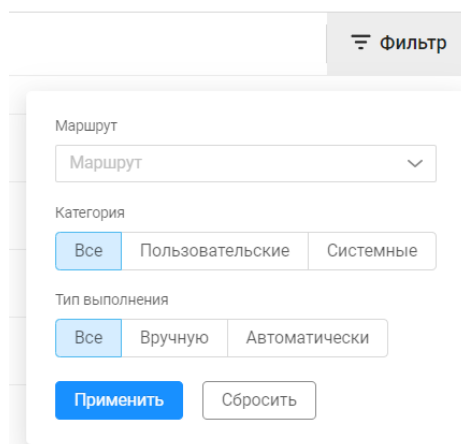 Фильтр
Маршрут
Маршрут
Категория
Все Пользовательские Системные
Тип выполнения
Все Вручную Автоматически
Применить Сбросить